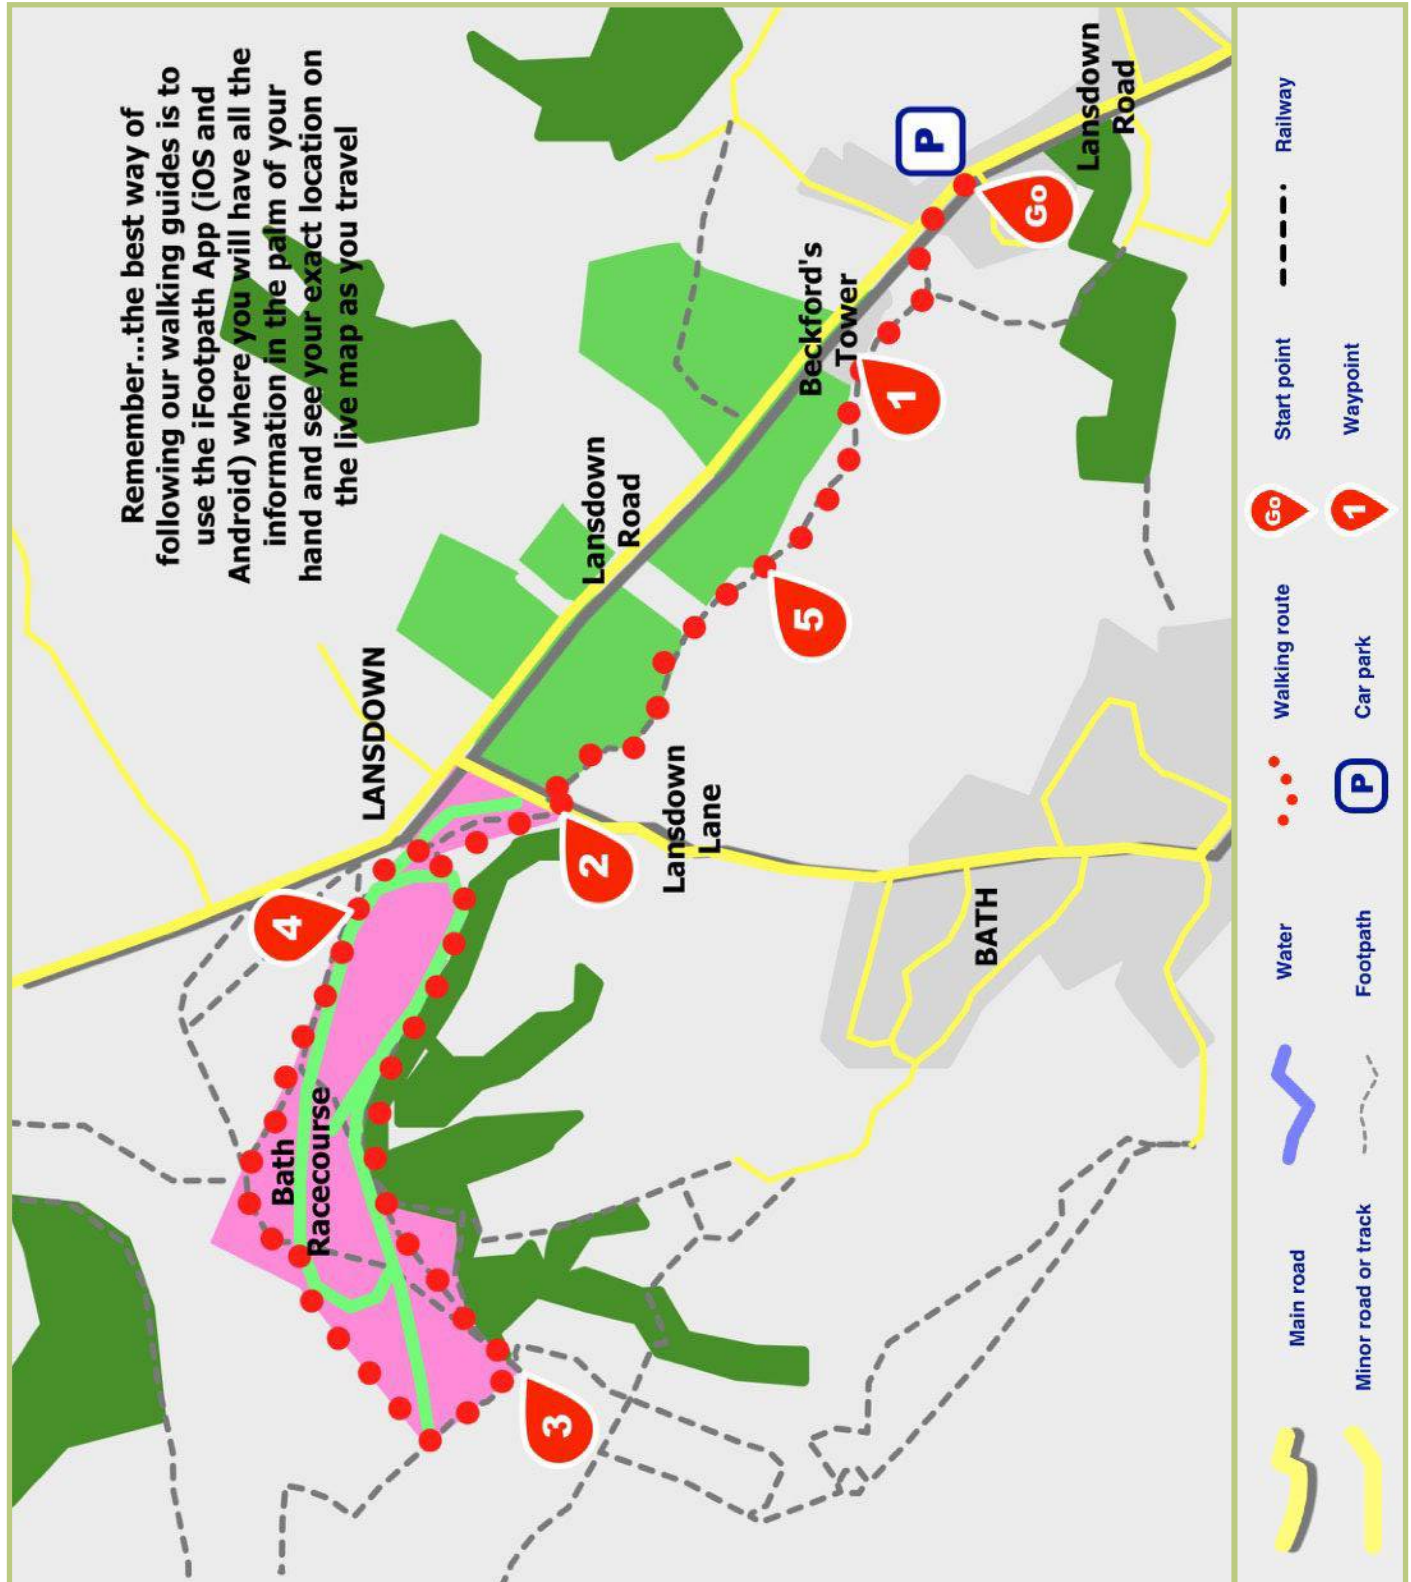 Remember...the best way of
following our walking guides is to
use the iFootpath App (iOS and
Android) where you will have all the
information in the palm of your
hand and see your exact location on
the live map as you travel
LANSDOWN
4
Bath
Racecourse
3
2
Lansdown
Lane
Lansdown
Road
5
Beckford's
Tower
1
P
Go
Lansdown
Road
BATH
Main road
Water
Walking route
Go
Start point
Railway
Minor road or track
Footpath
P
Car park
1
Waypoint